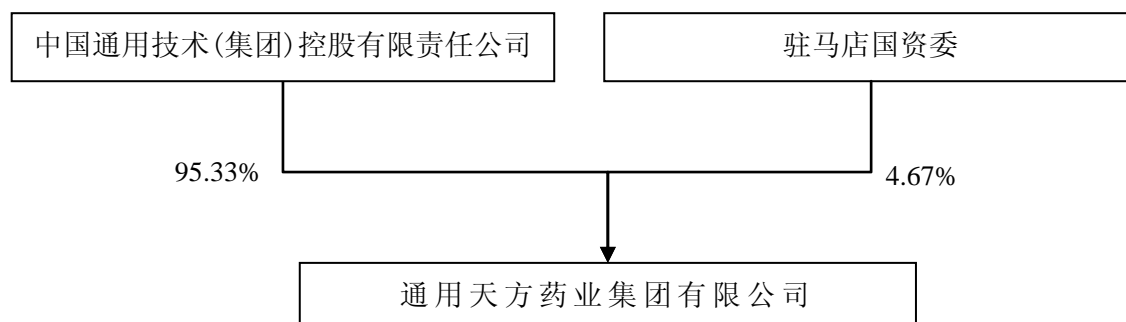 中国通用技术(集团)控股有限责任公司
驻马店国资委
95.33%
4.67%
通用天方药业集团有限公司